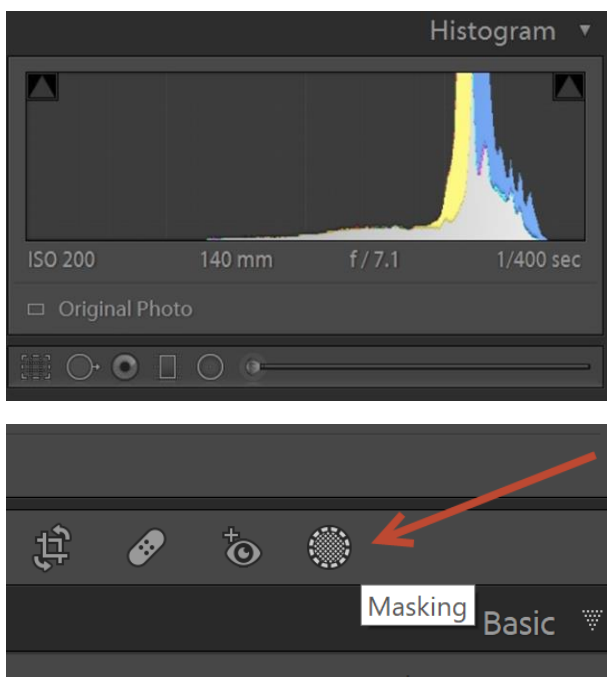 Histogram
ISO 200 140 mm f / 7.1 1/400 sec
Original Photo
Masking
Basic